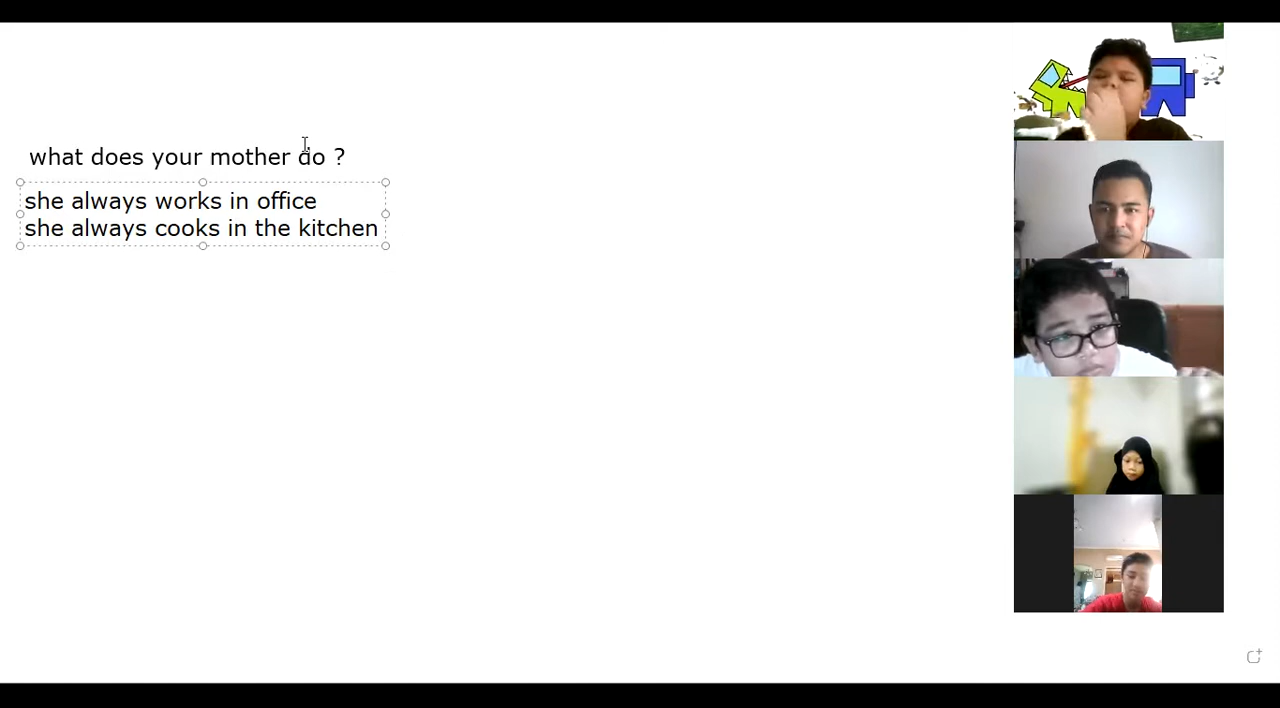 what does your mother do ?
she always works in office
she always cooks in the kitchen